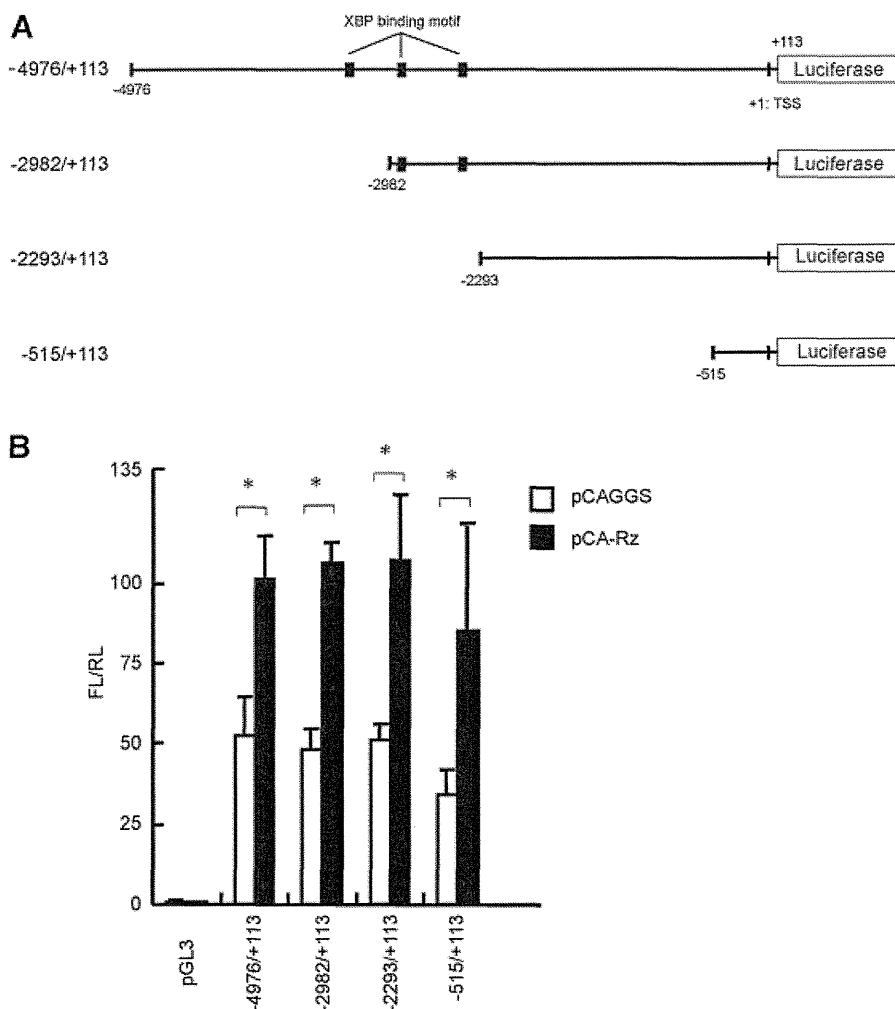 A
XBP binding motif
+113
-4976/+113
Luciferase
-4976
+1: TSS
-2982/+113
Luciferase
-2982
-2293/+113
Luciferase
-2293
-515/+113
Luciferase
-515
B
135
100
75
50
25
0
FL/RL
* * * *
pCAGGS
pCA-Rz
pGL3
-4976/+113
-2982/+113
-2293/+113
-515/+113